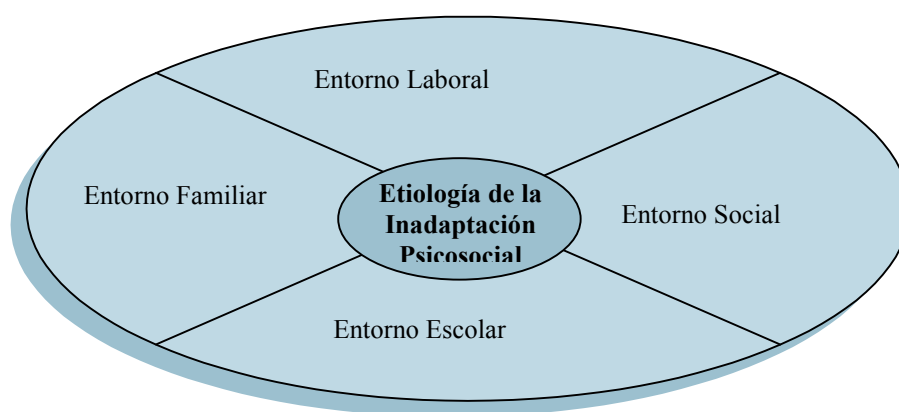 Entorno Laboral
Entorno Familiar
Etiología de la
Inadaptación
Psicosocial
Entorno Social
Entorno Escolar